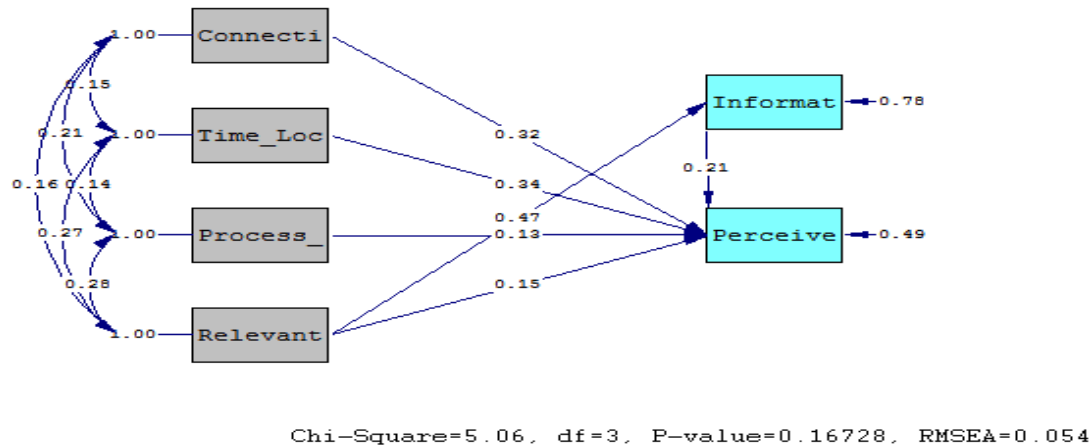 1.00 Connecti
0.15
Informat 0.78
0.21 1.00 Time_Loc 0.32
0.21
0.16 0.14 0.34
0.47
0.27 1.00 Process_ 0.13 Perceive 0.49
0.28 0.15
1.00 Relevant
Chi-Square=5.06, df=3, P-value=0.16728, RMSEA=0.054